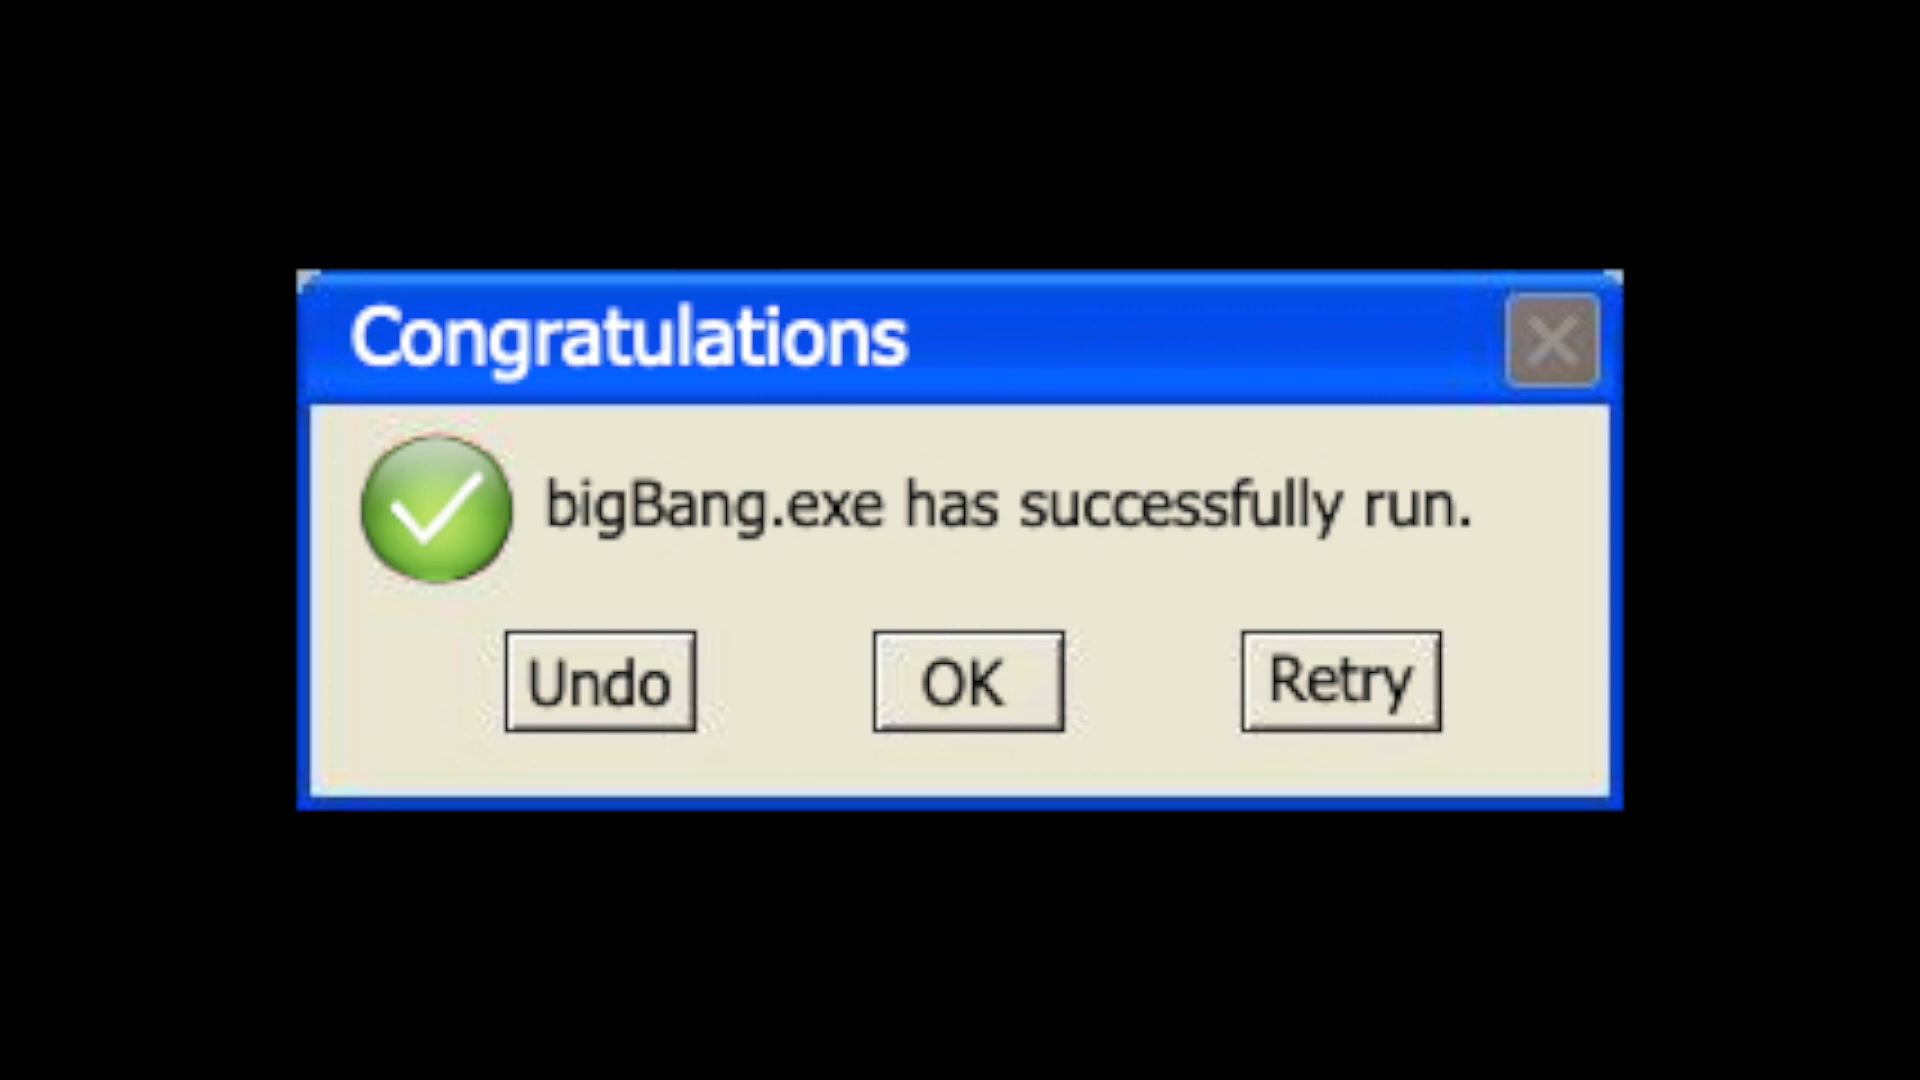 Congratulations
bigBang.exe has successfully run.
Undo
OK
Retry